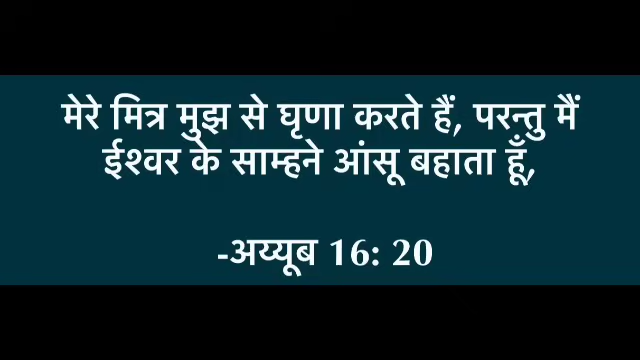 मेरे मित्र मुझ से घृणा करते हैं, परन्तु मैं
ईश्वर के साम्हने आंसू बहाता हूँ,
-अय्यूब 16: 20